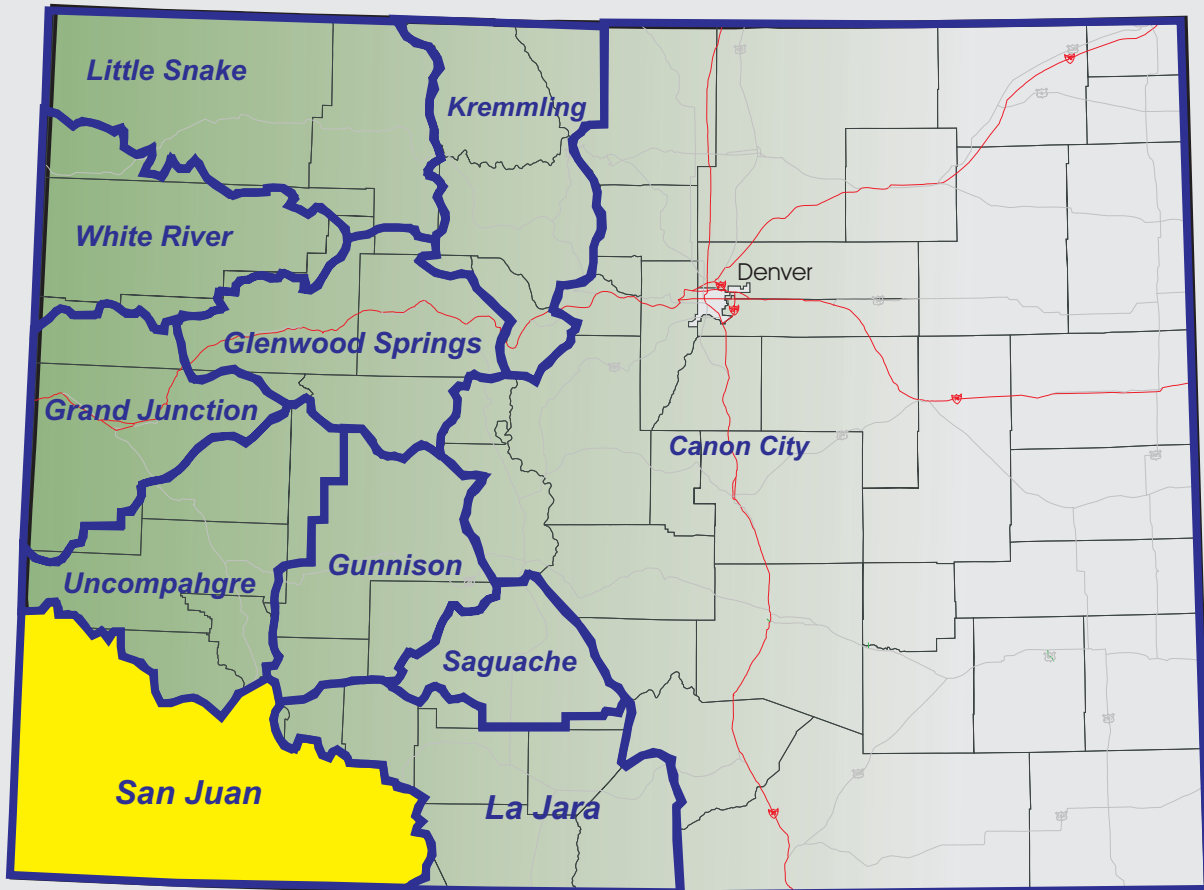 Little Snake
Kremmling
White River
Denver
Glenwood Springs
Grand Junction
Canon City
Gunnison
Uncompahgre
Saguache
San Juan
La Jara